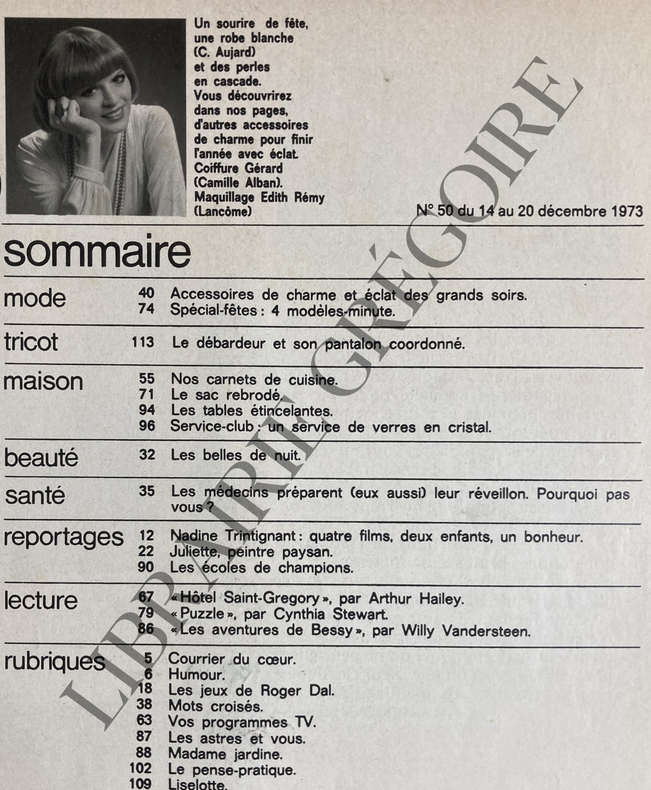 Un sourire de fête,
une robe blanche
(C. Aujard)
et des perles
en cascade.
Vous découvrirez
dans nos pages,
d'autres accessoires
de charme pour finir
l'année avec éclat.
Coiffure Gérard
(Camille Alban).
Maquillage Edith Rémy
(Lancôme)
N° 50 du 14 au 20 décembre 1973
sommaire
mode 40 Accessoires de charme et éclat des grands soirs.
74 Spécial-fêtes : 4 modèles-minute.
tricot 113 Le débardeur et son pantalon coordonné.
maison 55 Nos carnets de cuisine.
71 Le sac rebrodé.
94 Les tables étincelantes.
96 Service-club : un service de verres en cristal.
beauté 32 Les belles de nuit.
santé 35 Les médecins préparent (eux aussi) leur réveillon. Pourquoi pas
vous ?
reportages 12 Nadine Trintignant : quatre films, deux enfants, un bonheur.
22 Juliette, peintre paysan.
90 Les écoles de champions.
lecture 67 «Hôtel Saint-Gregory», par Arthur Hailey.
79 «Puzzle», par Cynthia Stewart.
86 «Les aventures de Bessy», par Willy Vandersteen.
rubriques 5 Courrier du cœur.
6 Humour.
18 Les jeux de Roger Dal.
38 Mots croisés.
63 Vos programmes TV.
87 Les astres et vous.
88 Madame jardine.
102 Le pense-pratique.
109 Liselotte.
LIBRAIRIE GRÉGOIRE